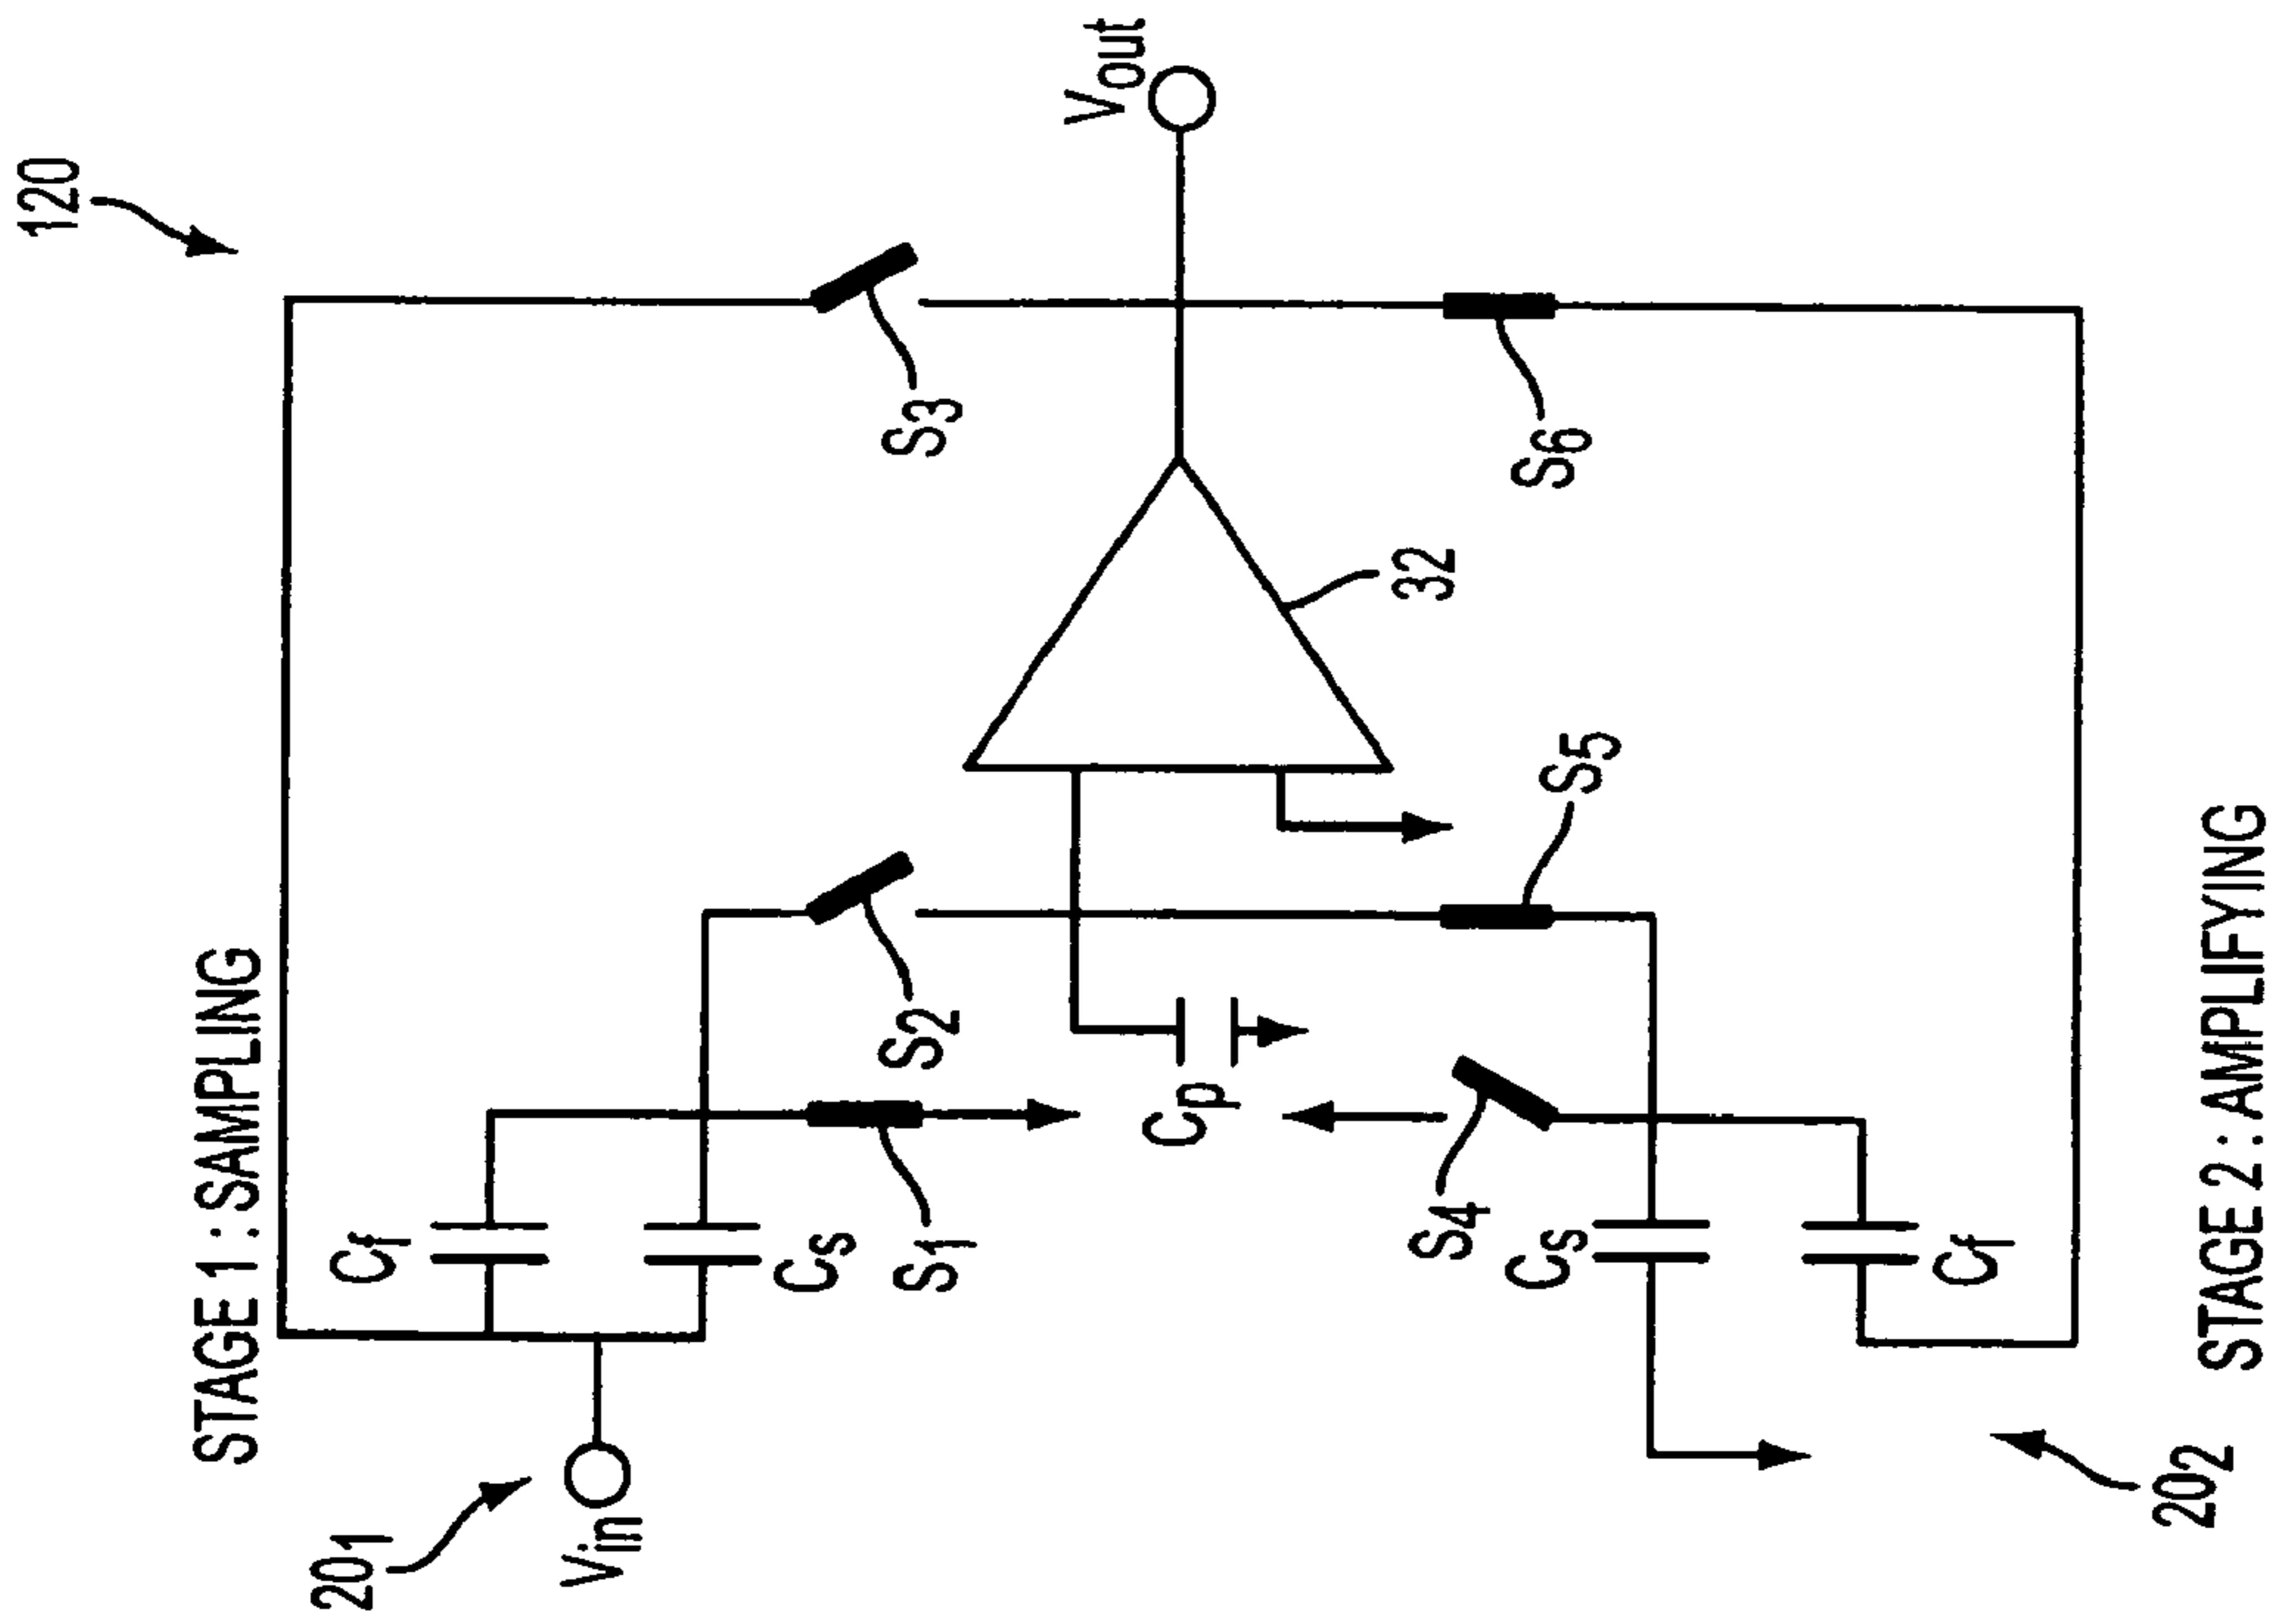 120
STAGE 1 : SAMPLING
20₁
Vin
Cf
Cs
S1
S2
S3
Vout
Cp
32
S4
S5
S6
Cs
Cf
20₂
STAGE 2 : AMPLIFYING